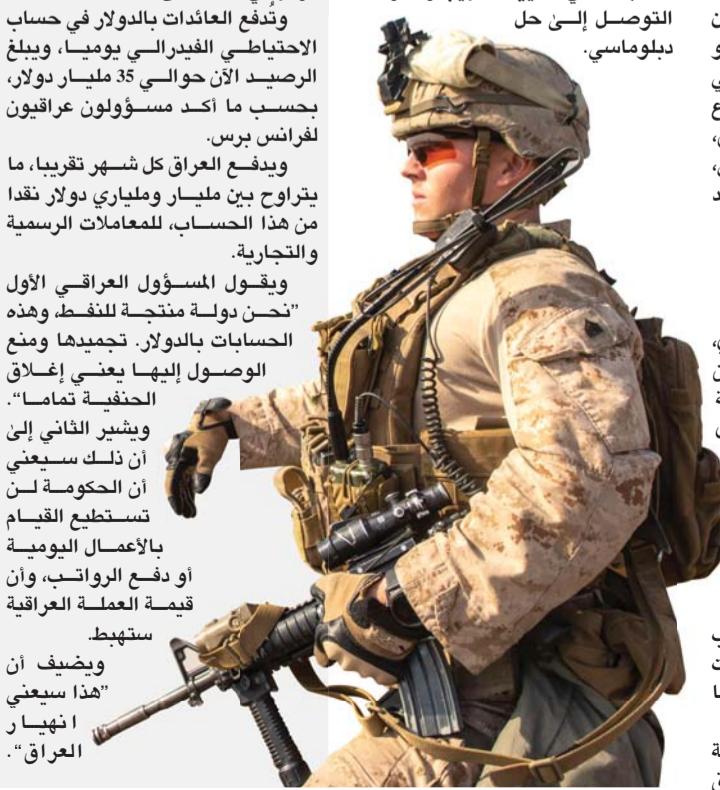 التوصل إلى حل
دبلوماسي.
وتُدفع العائدات بالدولار في حساب
الاحتياطي الفيدرالي يوميا، ويبلغ
الرصيد الآن حوالي 35 مليار دولار،
بحسب ما أكد مسؤولون عراقيون
لفرانس برس.
ويدفع العراق كل شهر تقريبا، ما
يتراوح بين مليار وملياري دولار نقدا
من هذا الحساب، للمعاملات الرسمية
والتجارية.
ويقول المسؤول العراقي الأول
”نحن دولة منتجة للنفط، وهذه
الحسابات بالدولار. تجميدها ومنع
الوصول إليها يعني إغلاق
الحنفية تماما“.
ويشير الثاني إلى
أن ذلك سيعني
أن الحكومة لن
تستطيع القيام
بالأعمال اليومية
أو دفع الرواتب، وأن
قيمة العملة العراقية
ستهبط.
ويضيف أن
”هذا سيعني
انهيار
العراق“.